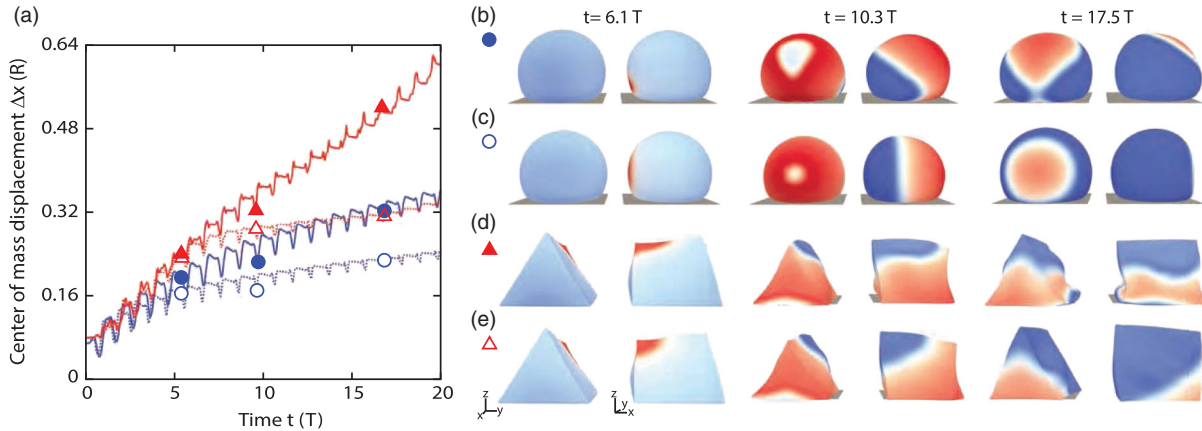 (a)
Center of mass displacement Δx (R)
0.64
0.48
0.32
0.16
0
0
5
10
15
20
Time t (T)
t= 6.1 T
t = 10.3 T
t = 17.5 T
(b)
(c)
(d)
(e)
z
x
y
z
y
x